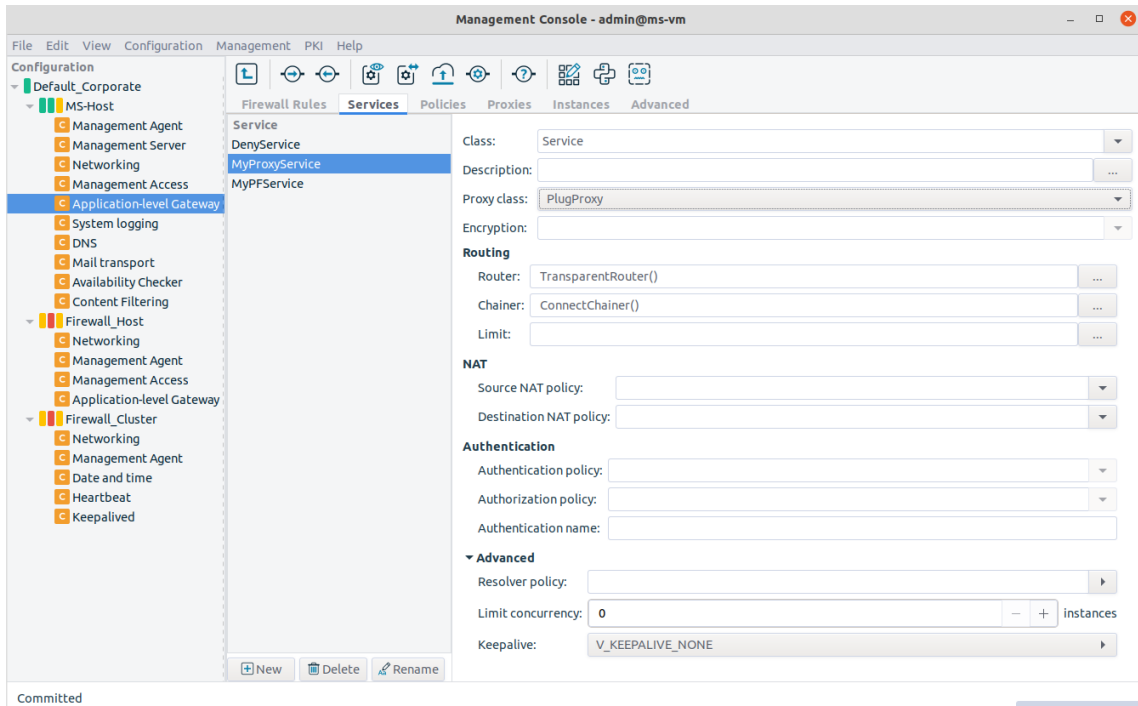 Management Console - admin@ms-vm
File Edit View Configuration Management PKI Help
Configuration
Default_Corporate
MS-Host
C Management Agent
C Management Server
C Networking
C Management Access
C Application-level Gateway
C System logging
C DNS
C Mail transport
C Availability Checker
C Content Filtering
Firewall_Host
C Networking
C Management Agent
C Management Access
C Application-level Gateway
Firewall_Cluster
C Networking
C Management Agent
C Date and time
C Heartbeat
C Keepalived
Firewall Rules Services Policies Proxies Instances Advanced
Service
DenyService
MyProxyService
MyPFService
New Delete Rename
Class: Service
Description: ...
Proxy class: PlugProxy
Encryption:
Routing
Router: TransparentRouter() ...
Chainer: ConnectChainer() ...
Limit: ...
NAT
Source NAT policy:
Destination NAT policy:
Authentication
Authentication policy:
Authorization policy:
Authentication name:
Advanced
Resolver policy:
Limit concurrency: 0 − + instances
Keepalive: V_KEEPALIVE_NONE
Committed